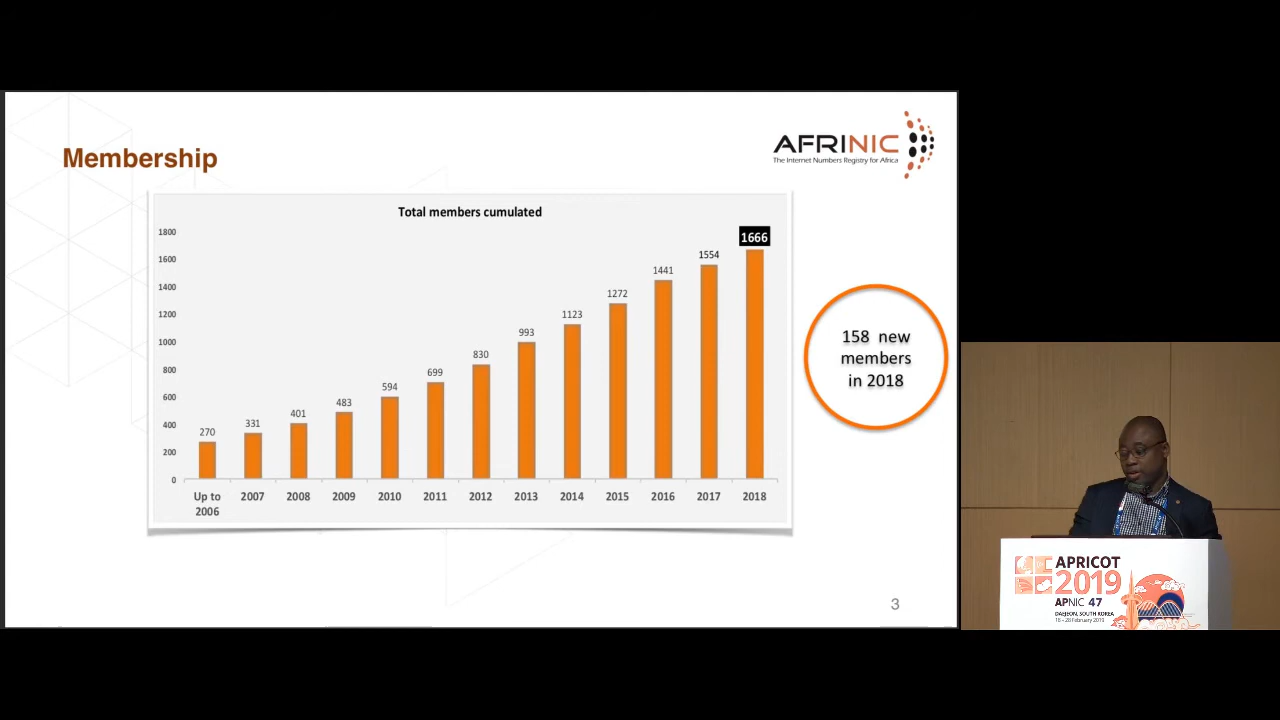 Membership
AFRINIC
The Internet Numbers Registry for Africa
Total members cumulated
1800
1600
1400
1200
1000
800
600
400
200
0
270
331
401
483
594
699
830
993
1123
1272
1441
1554
1666
Up to 2007 2008 2009 2010 2011 2012 2013 2014 2015 2016 2017 2018
2006
158 new
members
in 2018
3
APRICOT
2019
APNIC 47
DAEJEON, SOUTH KOREA
18 - 28 February 2019